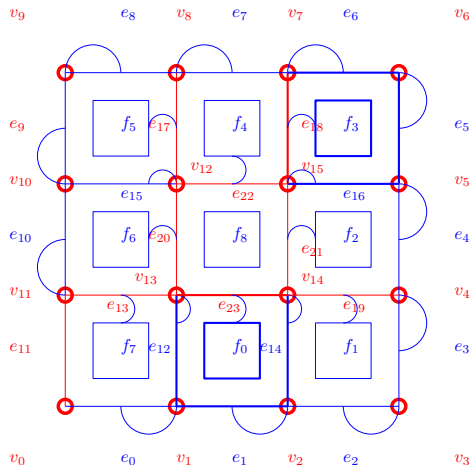 v₉ e₈ v₈ e₇ v₇ e₆ v₆
e₉ f₅ e₁₇ f₄ e₁₈ f₃ e₅
v₁₀ v₁₂ v₁₅ v₅
e₁₅ e₂₂ e₁₆
e₁₀ f₆ e₂₀ f₈ e₂₁ f₂ e₄
v₁₁ v₁₃ v₁₄ v₄
e₁₃ e₂₃ e₁₉
e₁₁ f₇ e₁₂ f₀ e₁₄ f₁ e₃
v₀ e₀ v₁ e₁ v₂ e₂ v₃